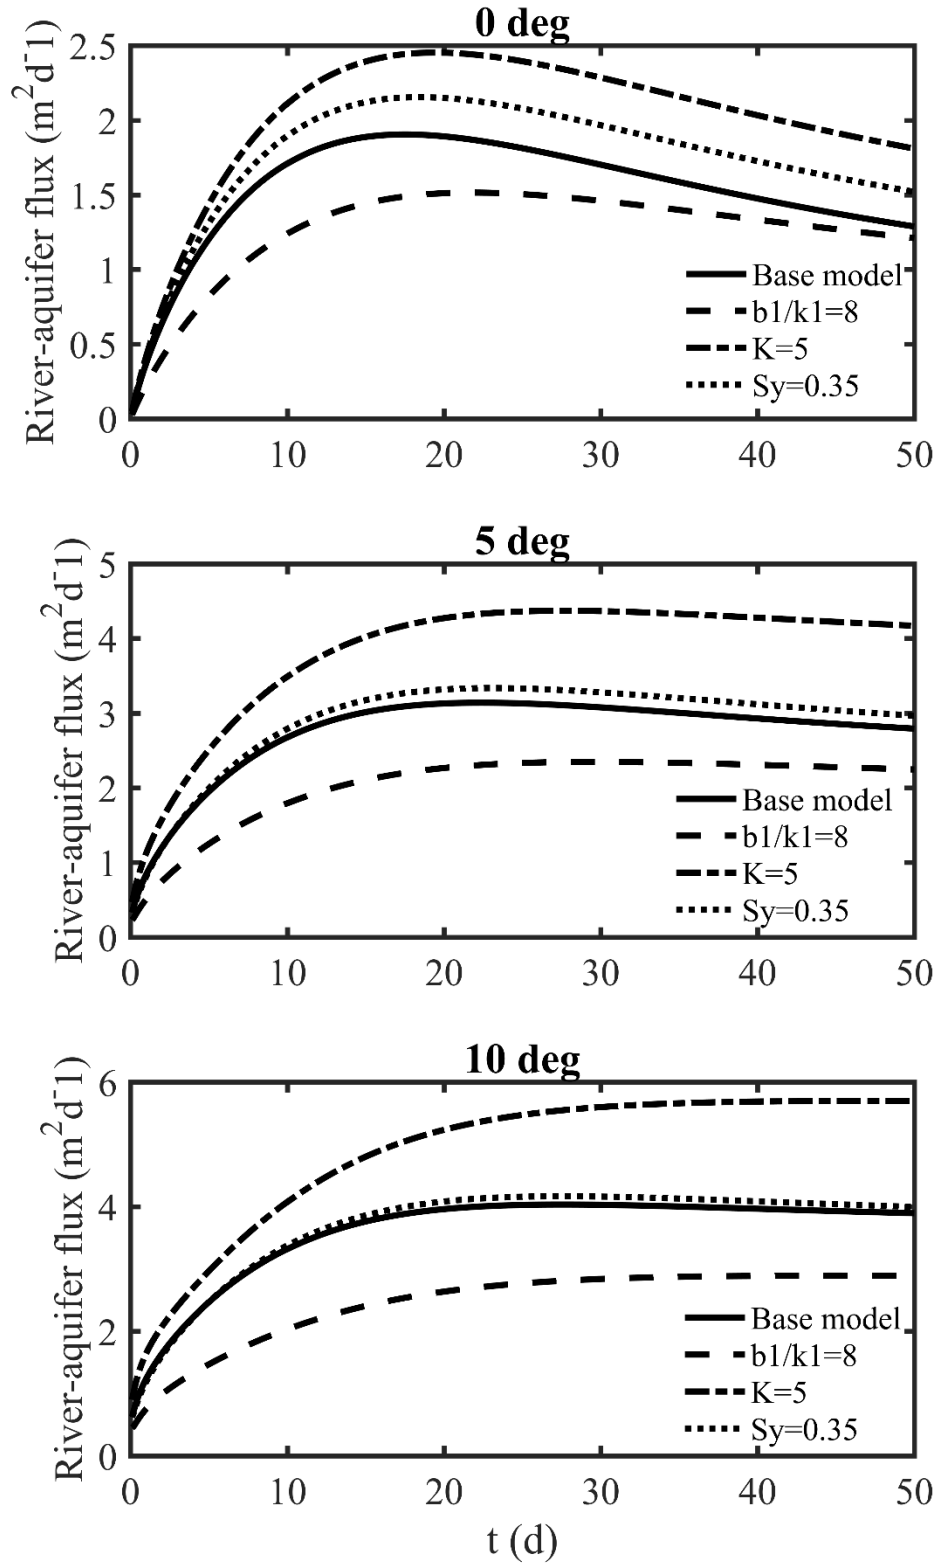 0 deg
River-aquifer flux (m²d⁻1)
2.5
2
1.5
1
0.5
0
Base model
b1/k1=8
K=5
Sy=0.35
0 10 20 30 40 50
5 deg
River-aquifer flux (m²d⁻1)
5
4
3
2
1
0
Base model
b1/k1=8
K=5
Sy=0.35
0 10 20 30 40 50
10 deg
River-aquifer flux (m²d⁻1)
6
4
2
0
Base model
b1/k1=8
K=5
Sy=0.35
0 10 20 30 40 50
t (d)